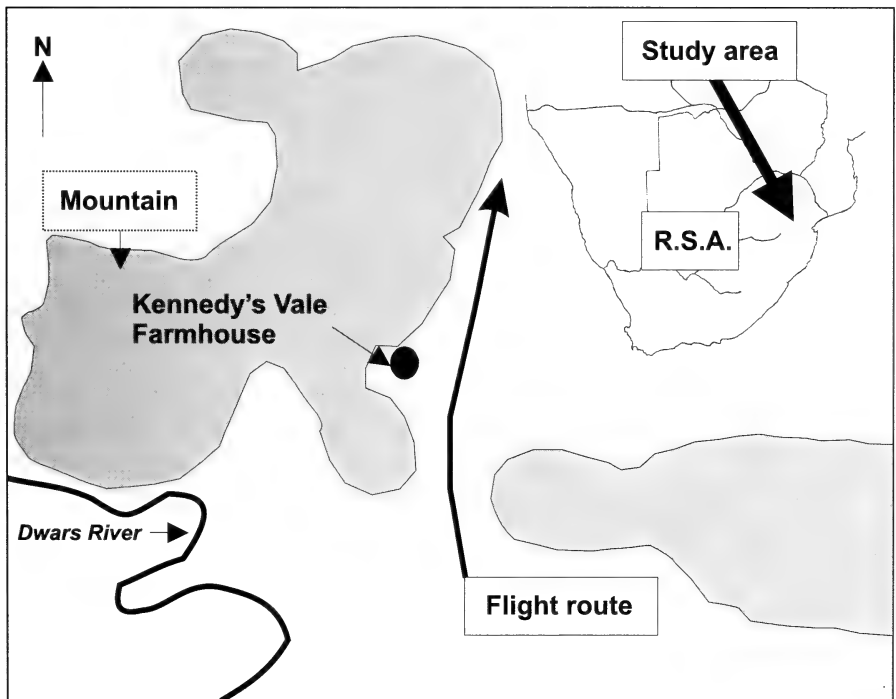 N
Study area
Mountain
R.S.A.
Kennedy's Vale
Farmhouse
Dwars River
Flight route